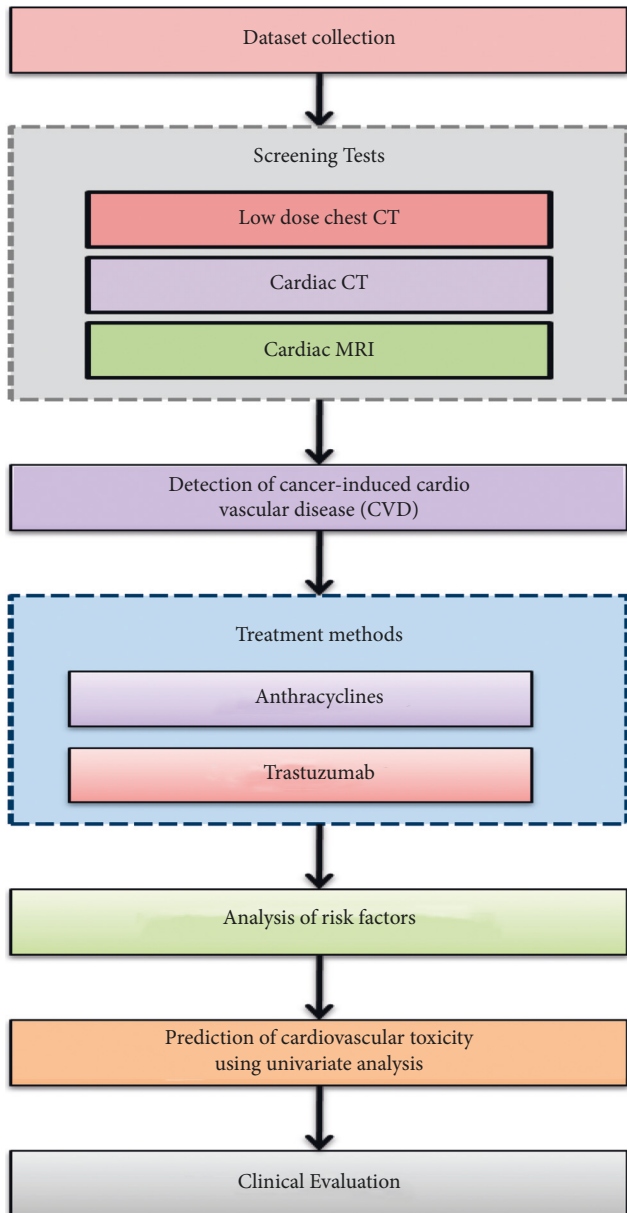 Dataset collection
Screening Tests
Low dose chest CT
Cardiac CT
Cardiac MRI
Detection of cancer-induced cardio
vascular disease (CVD)
Treatment methods
Anthracyclines
Trastuzumab
Analysis of risk factors
Prediction of cardiovascular toxicity
using univariate analysis
Clinical Evaluation